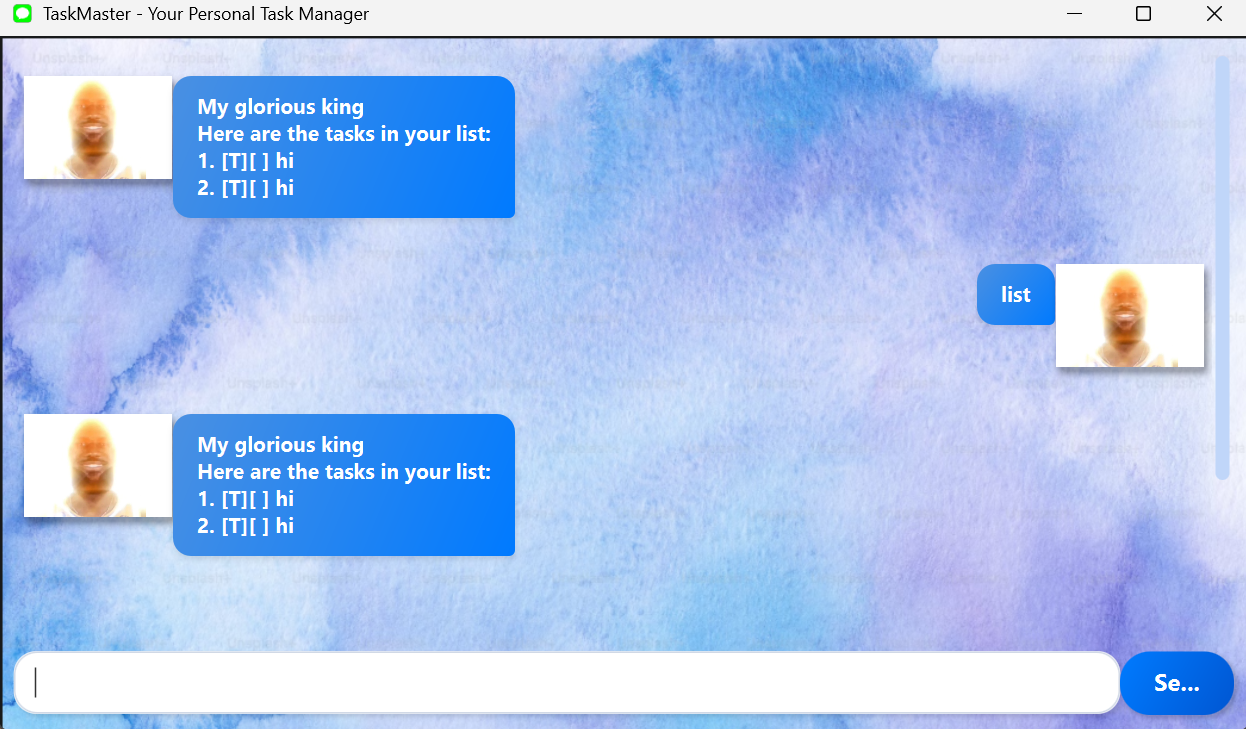 TaskMaster - Your Personal Task Manager
My glorious king
Here are the tasks in your list:
1. [T][ ] hi
2. [T][ ] hi
list
My glorious king
Here are the tasks in your list:
1. [T][ ] hi
2. [T][ ] hi
Se...